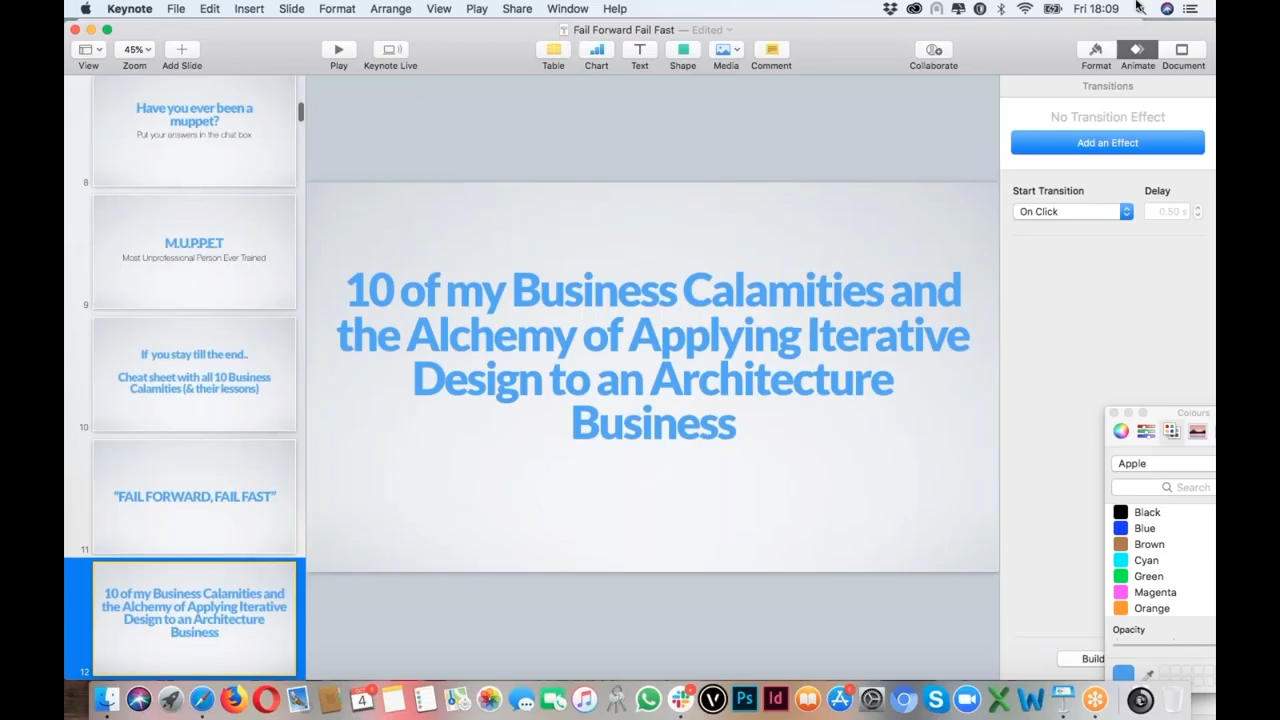 Keynote File Edit Insert Slide Format Arrange View Play Share Window Help Fri 18:09
Fail Forward Fail Fast — Edited
45%
View Zoom Add Slide Play Keynote Live Table Chart Text Shape Media Comment Collaborate Format Animate Document
Have you ever been a
muppet?
Put your answers in the chat box
8
M.U.P.P.E.T
Most Unprofessional Person Ever Trained
9
If you stay till the end..
Cheat sheet with all 10 Business
Calamities (& their lessons)
10
"FAIL FORWARD, FAIL FAST"
11
10 of my Business Calamities and
the Alchemy of Applying Iterative
Design to an Architecture
Business
12
10 of my Business Calamities and
the Alchemy of Applying Iterative
Design to an Architecture
Business
Transitions
No Transition Effect
Add an Effect
Start Transition Delay
On Click 0.50 s
Colours
Apple
Search
Black
Blue
Brown
Cyan
Green
Magenta
Orange
Opacity
Build
4
Ps
Id